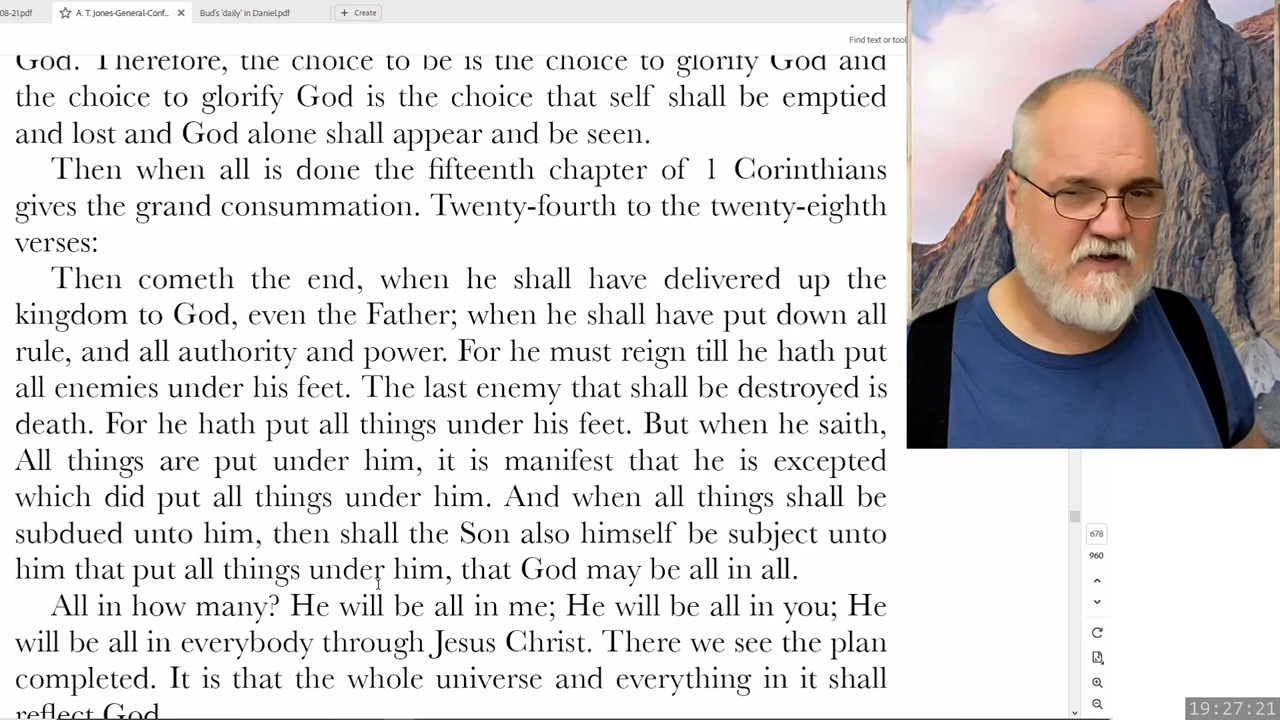 08-21.pdf
A. T. Jones-General-Conf...
Bud's 'daily' in Daniel.pdf
Create
Find text or tool
God. Therefore, the choice to be is the choice to glorify God and
the choice to glorify God is the choice that self shall be emptied
and lost and God alone shall appear and be seen.
Then when all is done the fifteenth chapter of 1 Corinthians
gives the grand consummation. Twenty-fourth to the twenty-eighth
verses:
Then cometh the end, when he shall have delivered up the
kingdom to God, even the Father; when he shall have put down all
rule, and all authority and power. For he must reign till he hath put
all enemies under his feet. The last enemy that shall be destroyed is
death. For he hath put all things under his feet. But when he saith,
All things are put under him, it is manifest that he is excepted
which did put all things under him. And when all things shall be
subdued unto him, then shall the Son also himself be subject unto
him that put all things under him, that God may be all in all.
All in how many? He will be all in me; He will be all in you; He
will be all in everybody through Jesus Christ. There we see the plan
completed. It is that the whole universe and everything in it shall
reflect God.
678
960
19:27:21